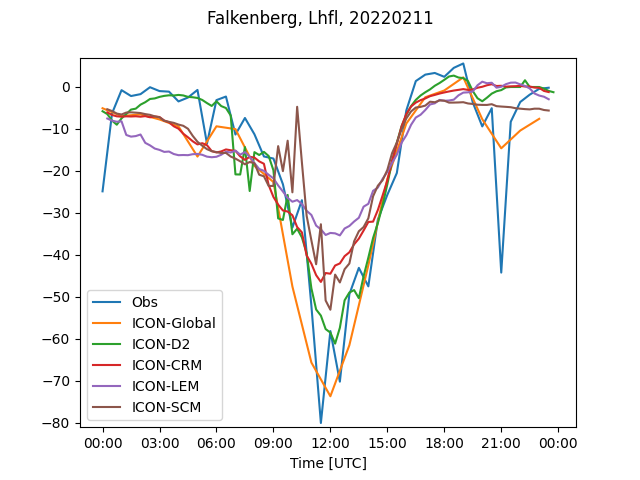 Falkenberg, Lhfl, 20220211
0
−10
−20
−30
−40
−50
−60
−70
−80
Obs
ICON-Global
ICON-D2
ICON-CRM
ICON-LEM
ICON-SCM
00:00 03:00 06:00 09:00 12:00 15:00 18:00 21:00 00:00
Time [UTC]